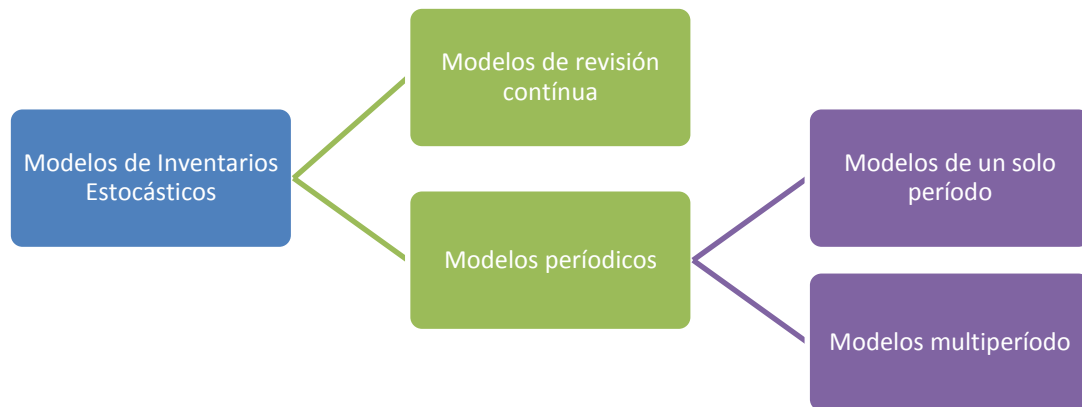 Modelos de Inventarios
Estocásticos
Modelos de revisión
contínua
Modelos períodicos
Modelos de un solo
período
Modelos multiperíodo